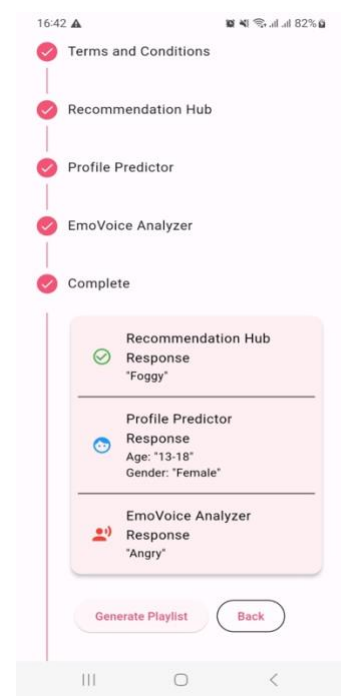 16:42 82%
Terms and Conditions
Recommendation Hub
Profile Predictor
EmoVoice Analyzer
Complete
Recommendation Hub
Response
"Foggy"
Profile Predictor
Response
Age: "13-18"
Gender: "Female"
EmoVoice Analyzer
Response
"Angry"
Generate Playlist Back